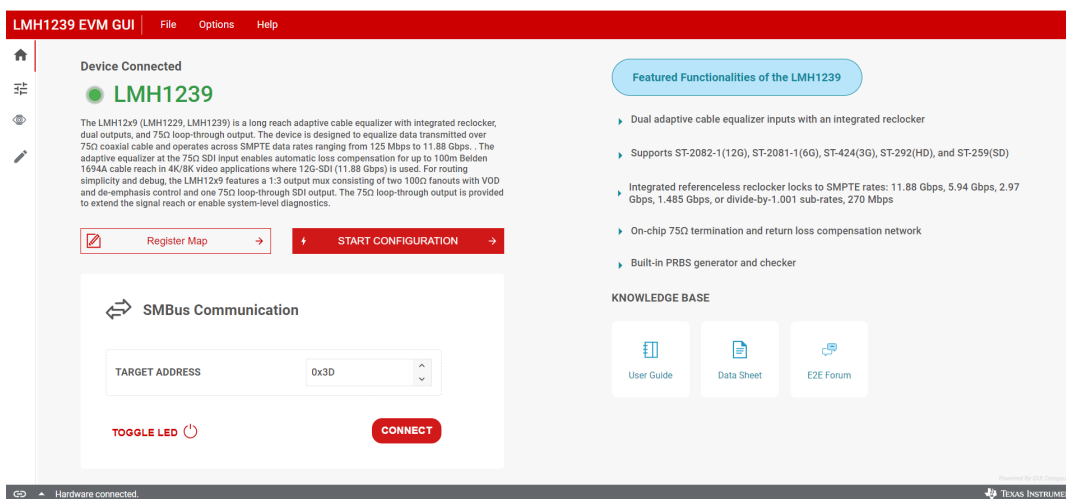 LMH1239 EVM GUI File Options Help
Device Connected
LMH1239
The LMH12x9 (LMH1229, LMH1239) is a long reach adaptive cable equalizer with integrated reclocker,
dual outputs, and 75Ω loop-through output. The device is designed to equalize data transmitted over
75Ω coaxial cable and operates across SMPTE data rates ranging from 125 Mbps to 11.88 Gbps. . The
adaptive equalizer at the 75Ω SDI input enables automatic loss compensation for up to 100m Belden
1694A cable reach in 4K/8K video applications where 12G-SDI (11.88 Gbps) is used. For routing
simplicity and debug, the LMH12x9 features a 1:3 output mux consisting of two 100Ω fanouts with VOD
and de-emphasis control and one 75Ω loop-through SDI output. The 75Ω loop-through output is provided
to extend the signal reach or enable system-level diagnostics.
Register Map
START CONFIGURATION
SMBus Communication
TARGET ADDRESS 0x3D
TOGGLE LED
CONNECT
Featured Functionalities of the LMH1239
Dual adaptive cable equalizer inputs with an integrated reclocker
Supports ST-2082-1(12G), ST-2081-1(6G), ST-424(3G), ST-292(HD), and ST-259(SD)
Integrated referenceless reclocker locks to SMPTE rates: 11.88 Gbps, 5.94 Gbps, 2.97
Gbps, 1.485 Gbps, or divide-by-1.001 sub-rates, 270 Mbps
On-chip 75Ω termination and return loss compensation network
Built-in PRBS generator and checker
KNOWLEDGE BASE
User Guide
Data Sheet
E2E Forum
Hardware connected.
TEXAS INSTRUME